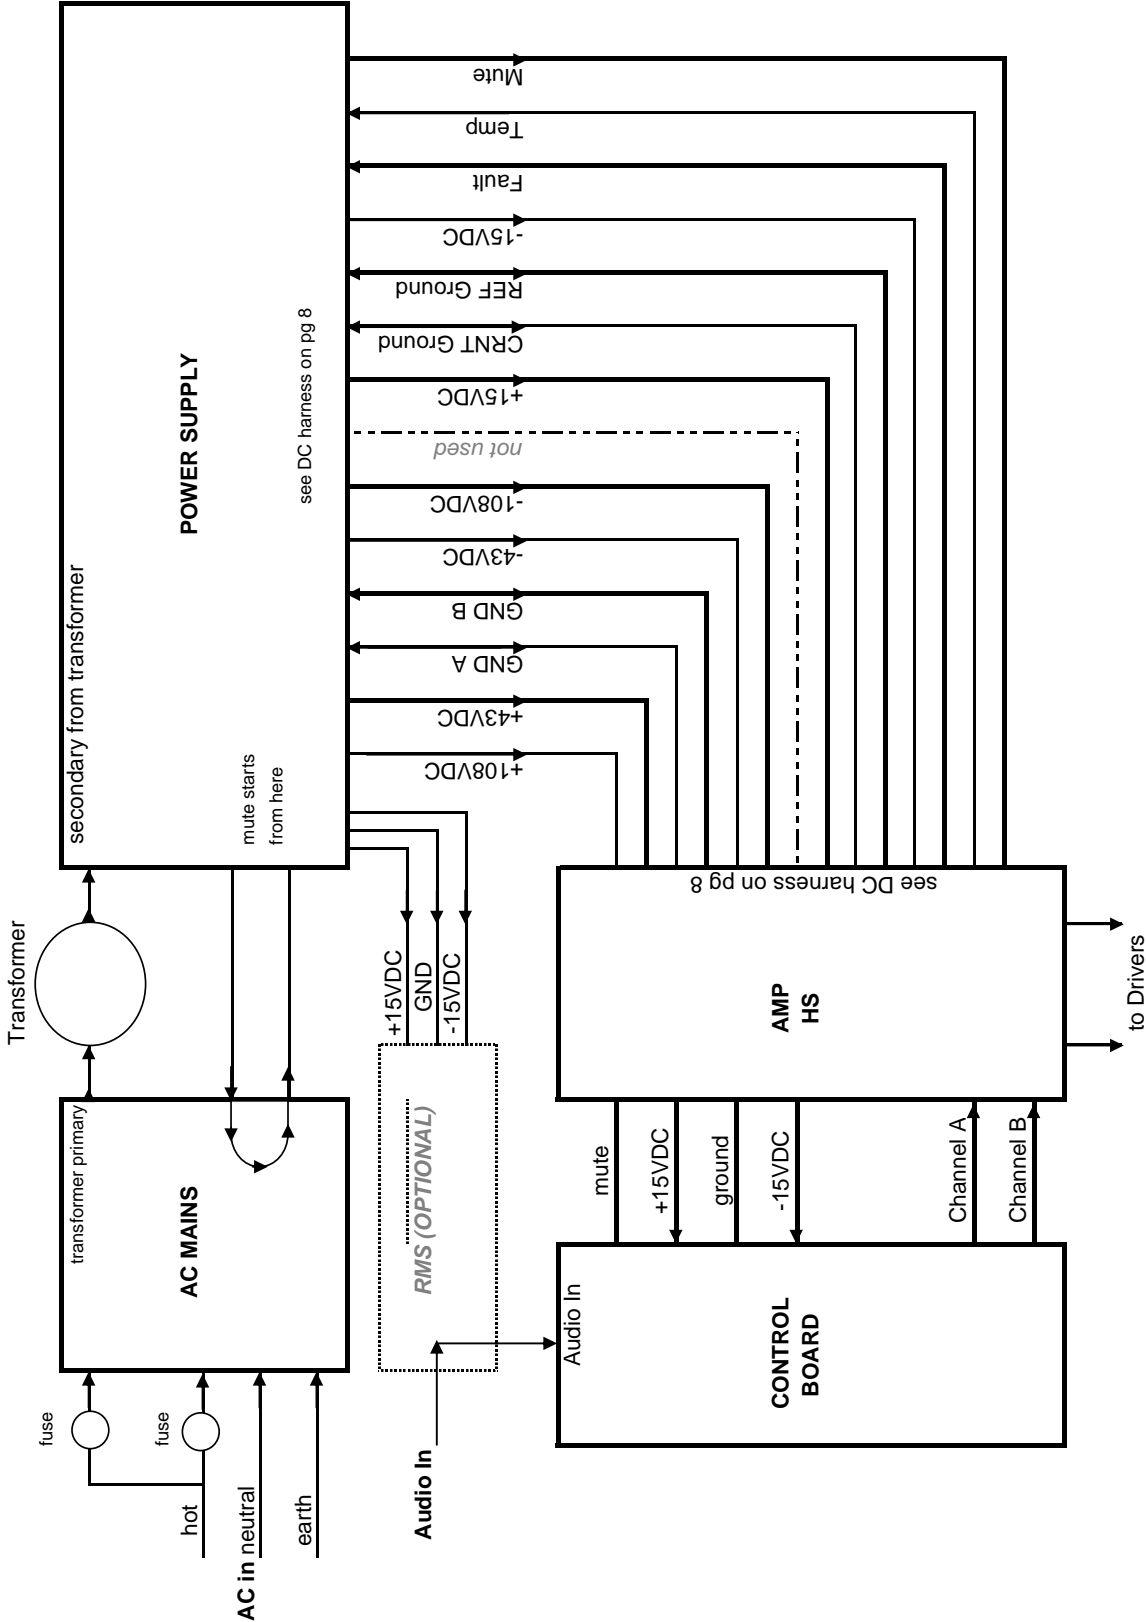 fuse
fuse
hot
AC in neutral
earth
transformer primary
AC MAINS
Transformer
secondary from transformer
POWER SUPPLY
mute starts
from here
see DC harness on pg 8
Audio In
RMS (OPTIONAL)
+15VDC
GND
-15VDC
+108VDC
+43VDC
GND A
GND B
-43VDC
-108VDC
not used
+15VDC
CRNT Ground
REF Ground
-15VDC
Fault
Temp
Mute
Audio In
CONTROL
BOARD
mute
+15VDC
ground
-15VDC
Channel A
Channel B
AMP
HS
see DC harness on pg 8
to Drivers